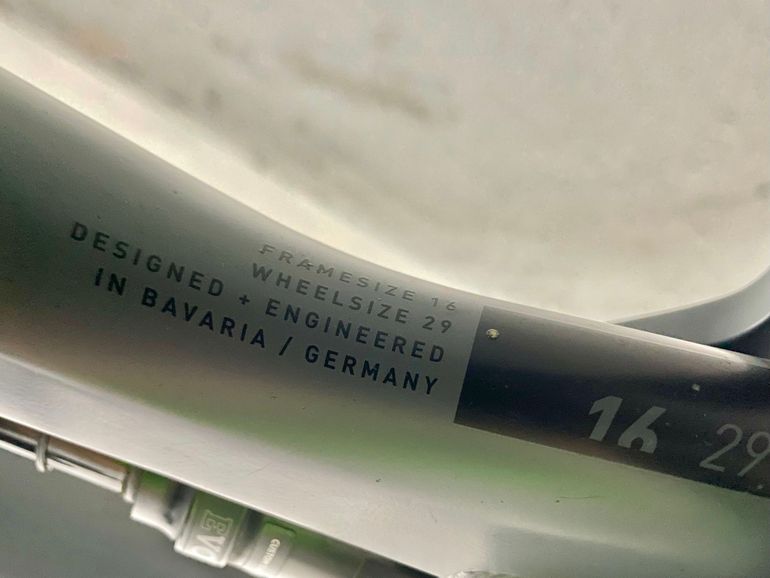 FRAMESIZE 16
WHEELSIZE 29
DESIGNED + ENGINEERED
IN BAVARIA / GERMANY
16 29